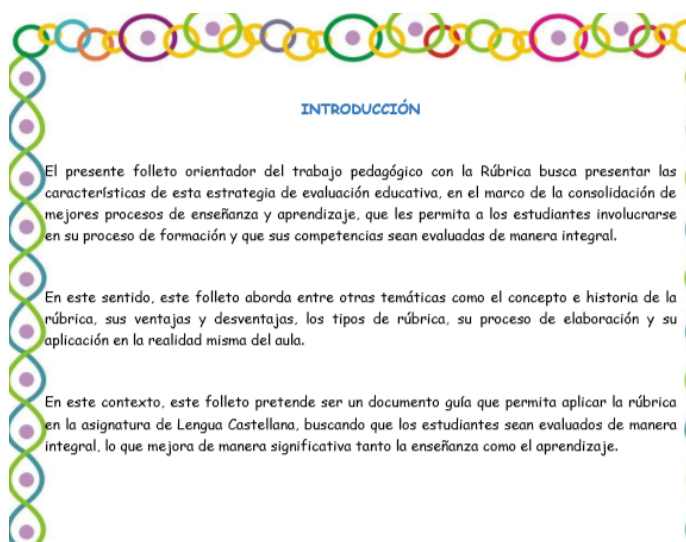 INTRODUCCIÓN
El presente folleto orientador del trabajo pedagógico con la Rúbrica busca presentar las
características de esta estrategia de evaluación educativa, en el marco de la consolidación de
mejores procesos de enseñanza y aprendizaje, que les permita a los estudiantes involucrarse
en su proceso de formación y que sus competencias sean evaluadas de manera integral.
En este sentido, este folleto aborda entre otras temáticas como el concepto e historia de la
rúbrica, sus ventajas y desventajas, los tipos de rúbrica, su proceso de elaboración y su
aplicación en la realidad misma del aula.
En este contexto, este folleto pretende ser un documento guía que permita aplicar la rúbrica
en la asignatura de Lengua Castellana, buscando que los estudiantes sean evaluados de manera
integral, lo que mejora de manera significativa tanto la enseñanza como el aprendizaje.